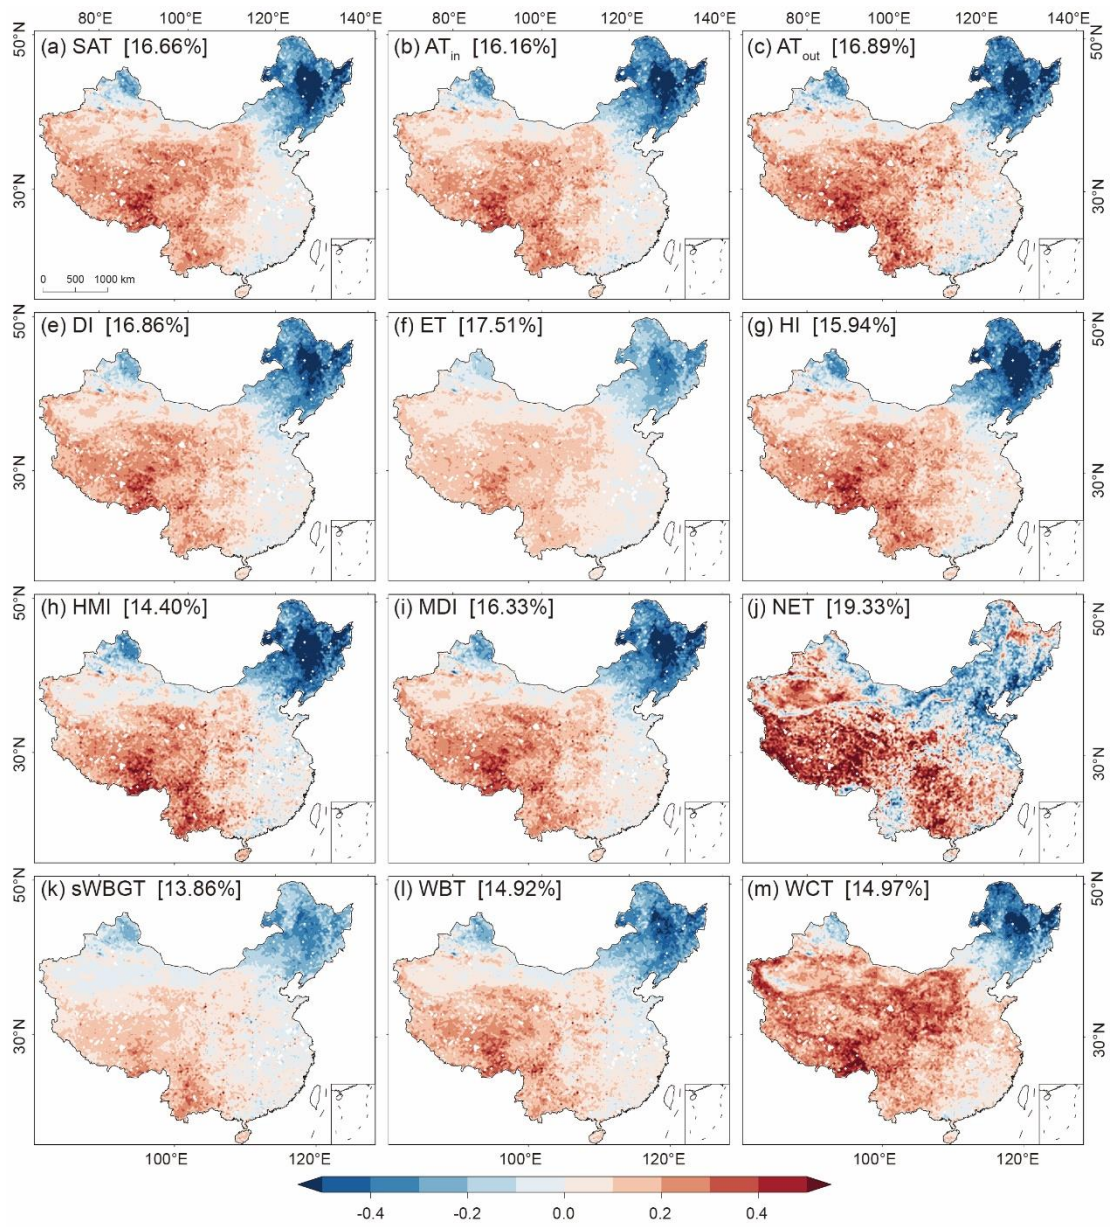 80°E 100°E 120°E 140°E 80°E 100°E 120°E 140°E 80°E 100°E 120°E 140°E
50°N (a) SAT [16.66%] (b) ATin [16.16%] (c) ATout [16.89%] 50°N
30°N 30°N
0 500 1000 km
50°N (e) DI [16.86%] (f) ET [17.51%] (g) HI [15.94%] 50°N
30°N 30°N
50°N (h) HMI [14.40%] (i) MDI [16.33%] (j) NET [19.33%] 50°N
30°N 30°N
50°N (k) sWBGT [13.86%] (l) WBT [14.92%] (m) WCT [14.97%] 50°N
30°N 30°N
100°E 120°E 100°E 120°E 100°E 120°E
-0.4 -0.2 0.0 0.2 0.4